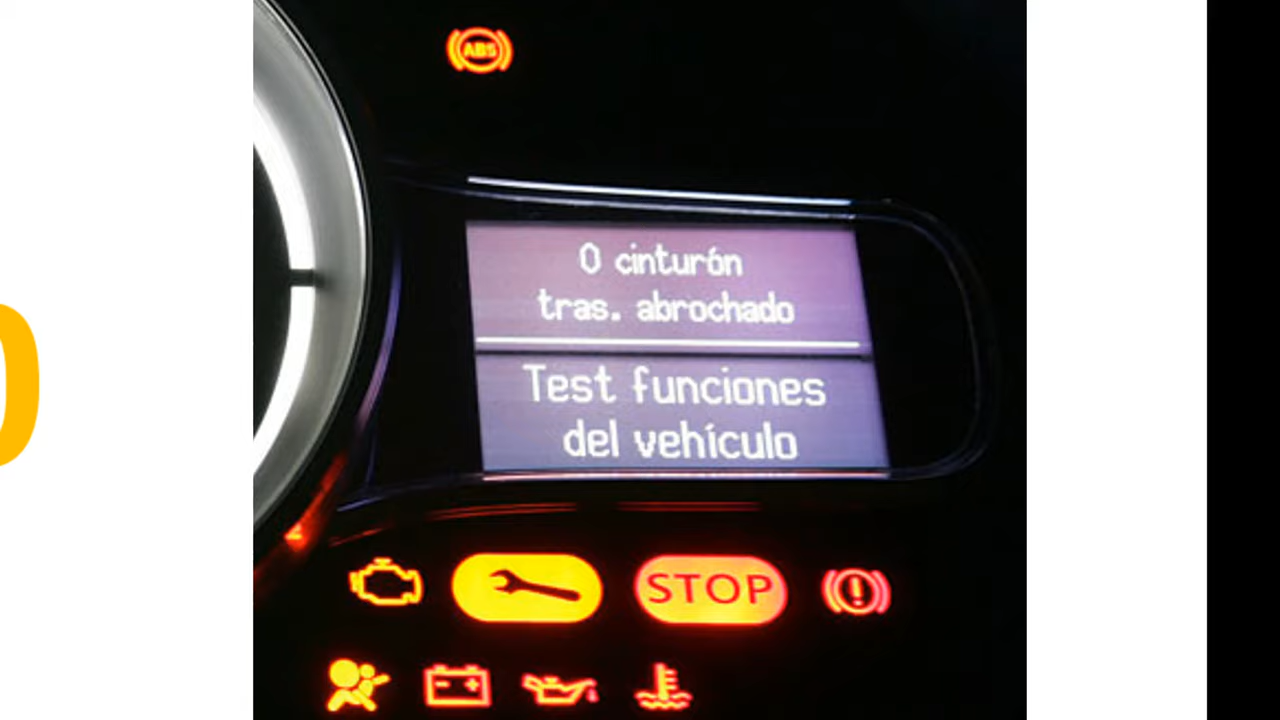 ABS
0 cinturón
tras. abrochado
Test funciones
del vehículo
STOP